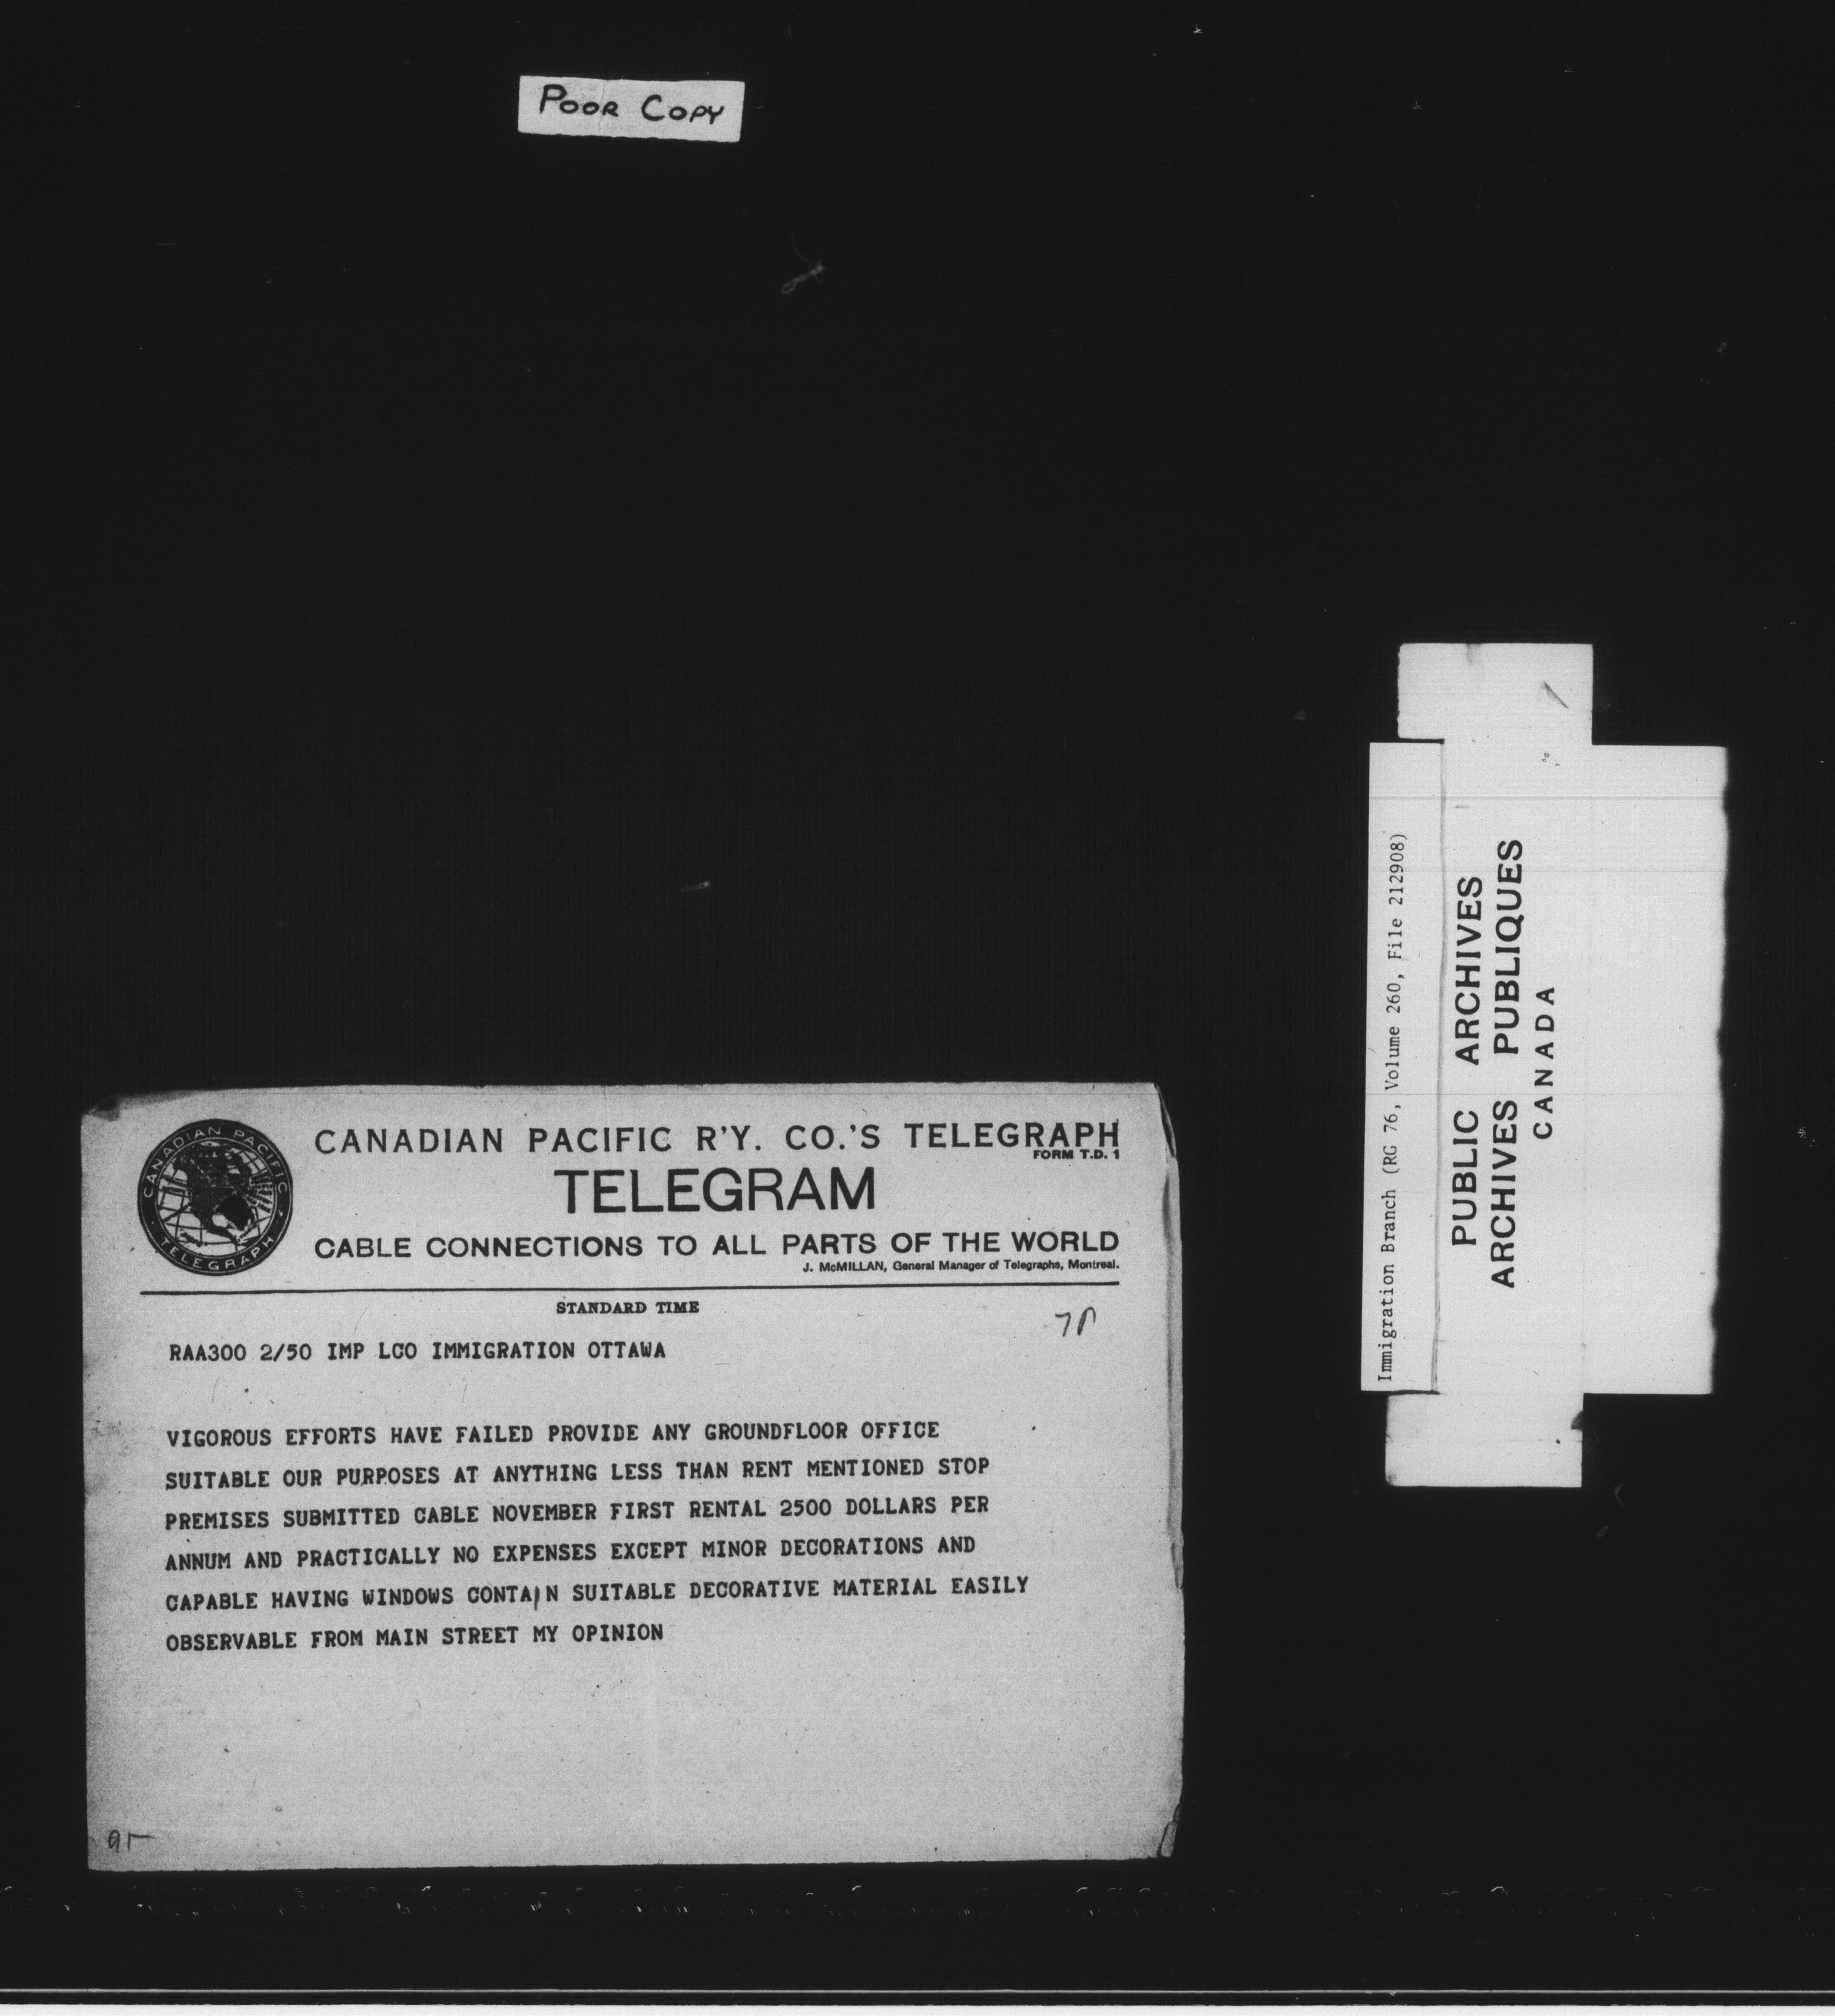 POOR COPY
CANADIAN PACIFIC R'Y. CO.'S TELEGRAPH
FORM T.D. 1
TELEGRAM
CABLE CONNECTIONS TO ALL PARTS OF THE WORLD
J. McMILLAN, General Manager of Telegraphs, Montreal.
CANADIAN PACIFIC
TELEGRAPH
STANDARD TIME
RAA300 2/50 IMP LCO IMMIGRATION OTTAWA
VIGOROUS EFFORTS HAVE FAILED PROVIDE ANY GROUNDFLOOR OFFICE
SUITABLE OUR PURPOSES AT ANYTHING LESS THAN RENT MENTIONED STOP
PREMISES SUBMITTED CABLE NOVEMBER FIRST RENTAL 2500 DOLLARS PER
ANNUM AND PRACTICALLY NO EXPENSES EXCEPT MINOR DECORATIONS AND
CAPABLE HAVING WINDOWS CONTAIN SUITABLE DECORATIVE MATERIAL EASILY
OBSERVABLE FROM MAIN STREET MY OPINION
Immigration Branch (RG 76, Volume 260, File 212908)
PUBLIC ARCHIVES
ARCHIVES PUBLIQUES
CANADA